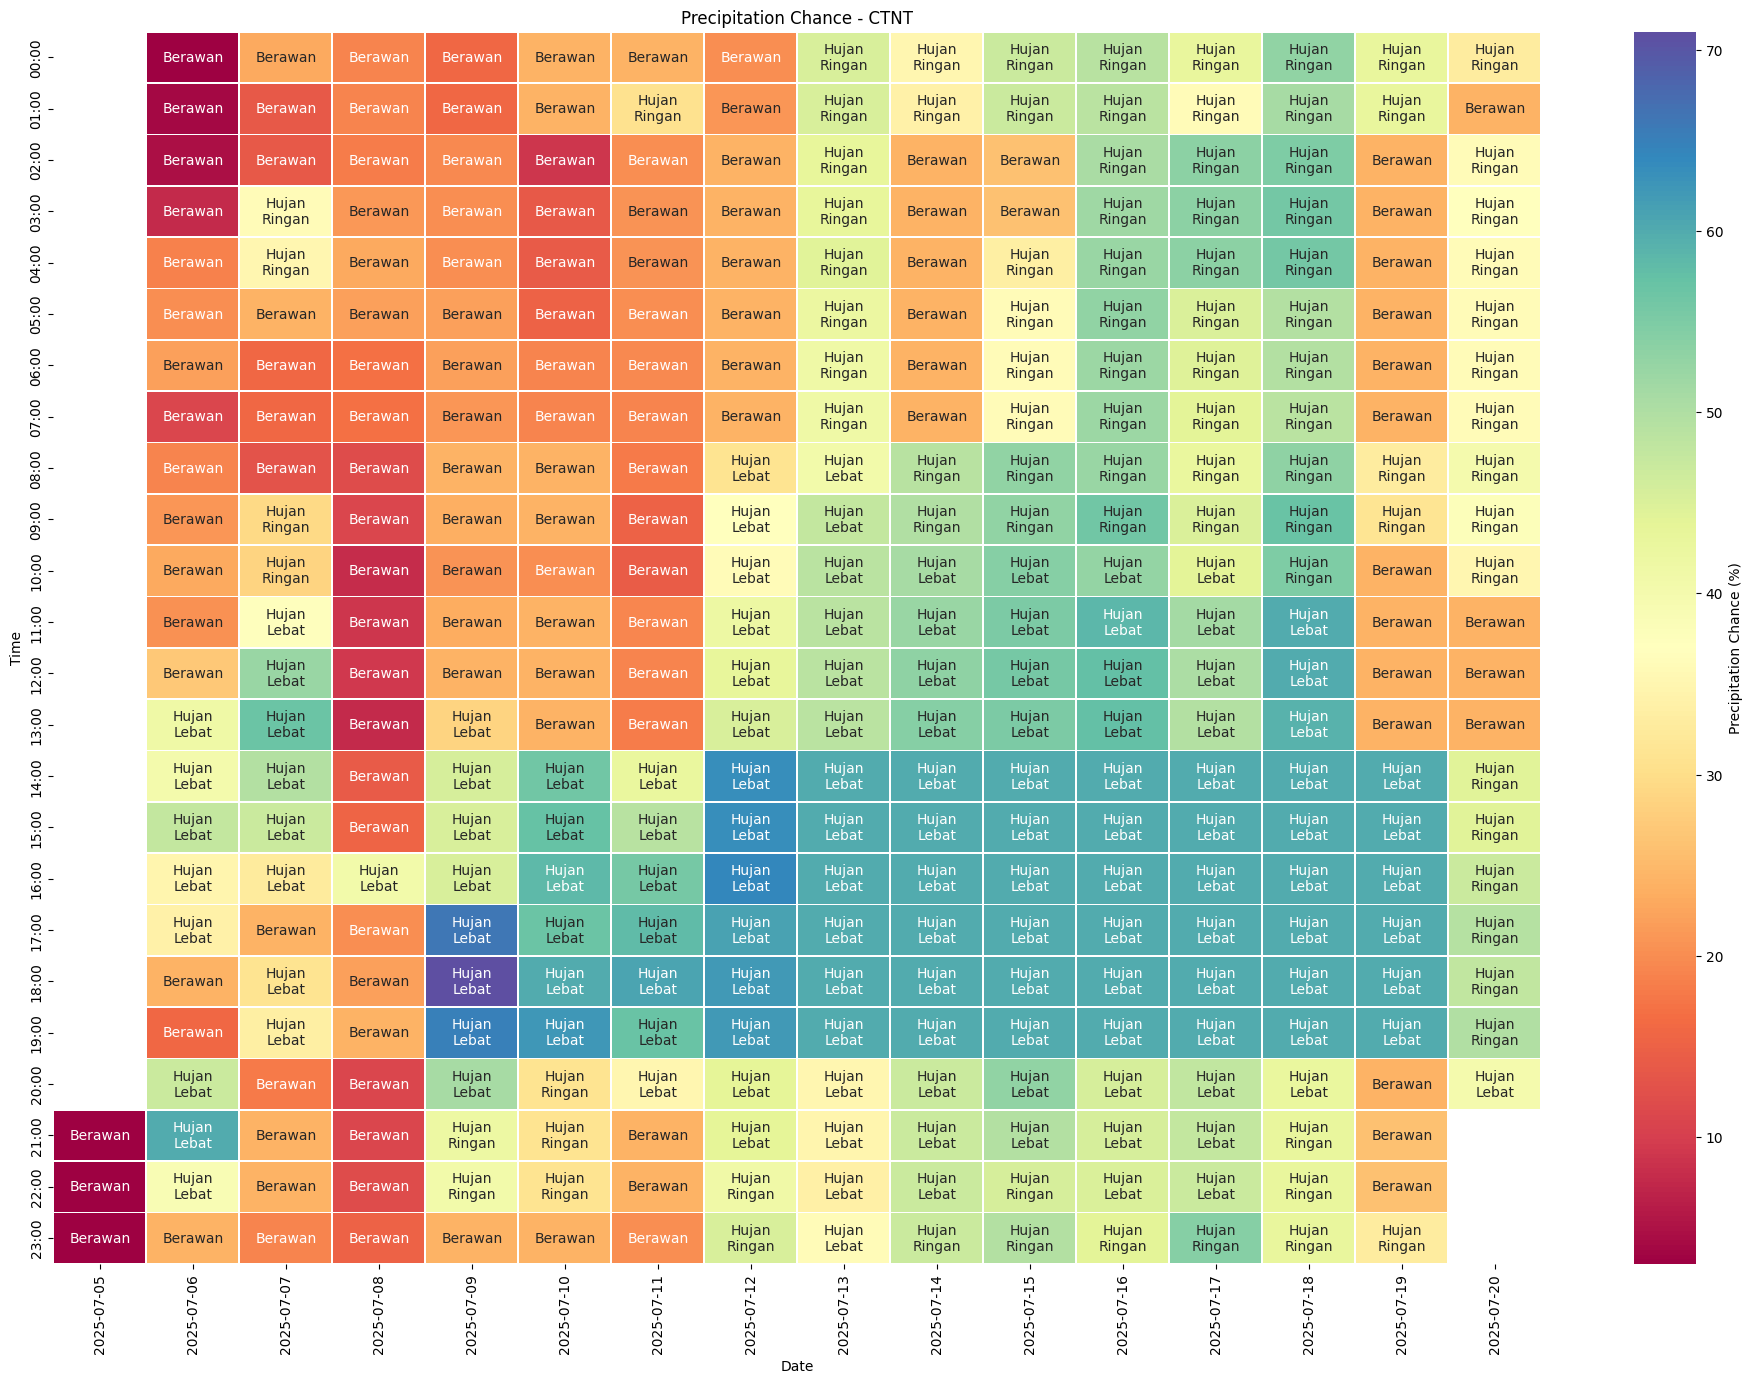 Precipitation Chance - CTNT
00:00 Berawan Berawan Berawan Berawan Berawan Berawan Berawan Hujan Ringan Hujan Ringan Hujan Ringan Hujan Ringan Hujan Ringan Hujan Ringan Hujan Ringan Hujan Ringan
01:00 Berawan Berawan Berawan Berawan Berawan Hujan Ringan Berawan Hujan Ringan Hujan Ringan Hujan Ringan Hujan Ringan Hujan Ringan Hujan Ringan Hujan Ringan Berawan
02:00 Berawan Berawan Berawan Berawan Berawan Berawan Berawan Hujan Ringan Berawan Berawan Hujan Ringan Hujan Ringan Hujan Ringan Berawan Hujan Ringan
03:00 Berawan Hujan Ringan Berawan Berawan Berawan Berawan Berawan Hujan Ringan Berawan Berawan Hujan Ringan Hujan Ringan Hujan Ringan Berawan Hujan Ringan
04:00 Berawan Hujan Ringan Berawan Berawan Berawan Berawan Berawan Hujan Ringan Berawan Hujan Ringan Hujan Ringan Hujan Ringan Hujan Ringan Berawan Hujan Ringan
05:00 Berawan Berawan Berawan Berawan Berawan Berawan Berawan Hujan Ringan Berawan Hujan Ringan Hujan Ringan Hujan Ringan Hujan Ringan Berawan Hujan Ringan
06:00 Berawan Berawan Berawan Berawan Berawan Berawan Berawan Hujan Ringan Berawan Hujan Ringan Hujan Ringan Hujan Ringan Hujan Ringan Berawan Hujan Ringan
07:00 Berawan Berawan Berawan Berawan Berawan Berawan Berawan Hujan Ringan Berawan Hujan Ringan Hujan Ringan Hujan Ringan Hujan Ringan Berawan Hujan Ringan
08:00 Berawan Berawan Berawan Berawan Berawan Berawan Hujan Lebat Hujan Lebat Hujan Ringan Hujan Ringan Hujan Ringan Hujan Ringan Hujan Ringan Hujan Ringan Hujan Ringan
09:00 Berawan Hujan Ringan Berawan Berawan Berawan Berawan Hujan Lebat Hujan Lebat Hujan Ringan Hujan Ringan Hujan Ringan Hujan Ringan Hujan Ringan Hujan Ringan Hujan Ringan
10:00 Berawan Hujan Ringan Berawan Berawan Berawan Berawan Hujan Lebat Hujan Lebat Hujan Lebat Hujan Lebat Hujan Lebat Hujan Lebat Hujan Ringan Berawan Hujan Ringan
11:00 Berawan Hujan Lebat Berawan Berawan Berawan Berawan Hujan Lebat Hujan Lebat Hujan Lebat Hujan Lebat Hujan Lebat Hujan Lebat Hujan Lebat Berawan Berawan
12:00 Berawan Hujan Lebat Berawan Berawan Berawan Berawan Hujan Lebat Hujan Lebat Hujan Lebat Hujan Lebat Hujan Lebat Hujan Lebat Hujan Lebat Berawan Berawan
13:00 Hujan Lebat Hujan Lebat Berawan Hujan Lebat Berawan Berawan Hujan Lebat Hujan Lebat Hujan Lebat Hujan Lebat Hujan Lebat Hujan Lebat Hujan Lebat Berawan Berawan
14:00 Hujan Lebat Hujan Lebat Berawan Hujan Lebat Hujan Lebat Hujan Lebat Hujan Lebat Hujan Lebat Hujan Lebat Hujan Lebat Hujan Lebat Hujan Lebat Hujan Lebat Hujan Lebat Hujan Ringan
15:00 Hujan Lebat Hujan Lebat Berawan Hujan Lebat Hujan Lebat Hujan Lebat Hujan Lebat Hujan Lebat Hujan Lebat Hujan Lebat Hujan Lebat Hujan Lebat Hujan Lebat Hujan Lebat Hujan Ringan
16:00 Hujan Lebat Hujan Lebat Hujan Lebat Hujan Lebat Hujan Lebat Hujan Lebat Hujan Lebat Hujan Lebat Hujan Lebat Hujan Lebat Hujan Lebat Hujan Lebat Hujan Lebat Hujan Lebat Hujan Ringan
17:00 Hujan Lebat Berawan Berawan Hujan Lebat Hujan Lebat Hujan Lebat Hujan Lebat Hujan Lebat Hujan Lebat Hujan Lebat Hujan Lebat Hujan Lebat Hujan Lebat Hujan Lebat Hujan Ringan
18:00 Berawan Hujan Lebat Berawan Hujan Lebat Hujan Lebat Hujan Lebat Hujan Lebat Hujan Lebat Hujan Lebat Hujan Lebat Hujan Lebat Hujan Lebat Hujan Lebat Hujan Lebat Hujan Ringan
19:00 Berawan Hujan Lebat Berawan Hujan Lebat Hujan Lebat Hujan Lebat Hujan Lebat Hujan Lebat Hujan Lebat Hujan Lebat Hujan Lebat Hujan Lebat Hujan Lebat Hujan Lebat Hujan Ringan
20:00 Hujan Lebat Berawan Berawan Hujan Lebat Hujan Ringan Hujan Lebat Hujan Lebat Hujan Lebat Hujan Lebat Hujan Lebat Hujan Lebat Hujan Lebat Hujan Lebat Berawan Hujan Lebat
21:00 Berawan Hujan Lebat Berawan Berawan Hujan Ringan Hujan Ringan Berawan Hujan Lebat Hujan Lebat Hujan Lebat Hujan Lebat Hujan Lebat Hujan Lebat Hujan Ringan Berawan
22:00 Berawan Hujan Lebat Berawan Berawan Hujan Ringan Hujan Ringan Berawan Hujan Ringan Hujan Lebat Hujan Lebat Hujan Ringan Hujan Lebat Hujan Lebat Hujan Ringan Berawan
23:00 Berawan Berawan Berawan Berawan Berawan Berawan Berawan Hujan Ringan Hujan Lebat Hujan Ringan Hujan Ringan Hujan Ringan Hujan Ringan Hujan Ringan Hujan Ringan
Time
2025-07-05 2025-07-06 2025-07-07 2025-07-08 2025-07-09 2025-07-10 2025-07-11 2025-07-12 2025-07-13 2025-07-14 2025-07-15 2025-07-16 2025-07-17 2025-07-18 2025-07-19 2025-07-20
Date
70
60
50
40
30
20
10
Precipitation Chance (%)